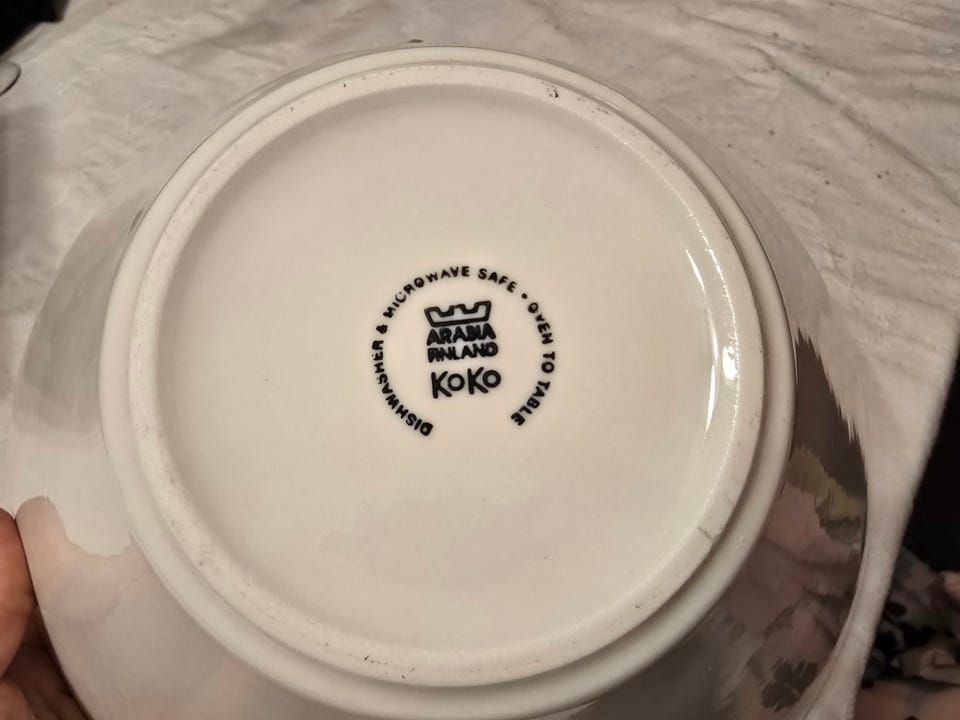 DISHWASHER & MICROWAVE SAFE • OVEN TO TABLE
ARABIA
FINLAND
KoKo